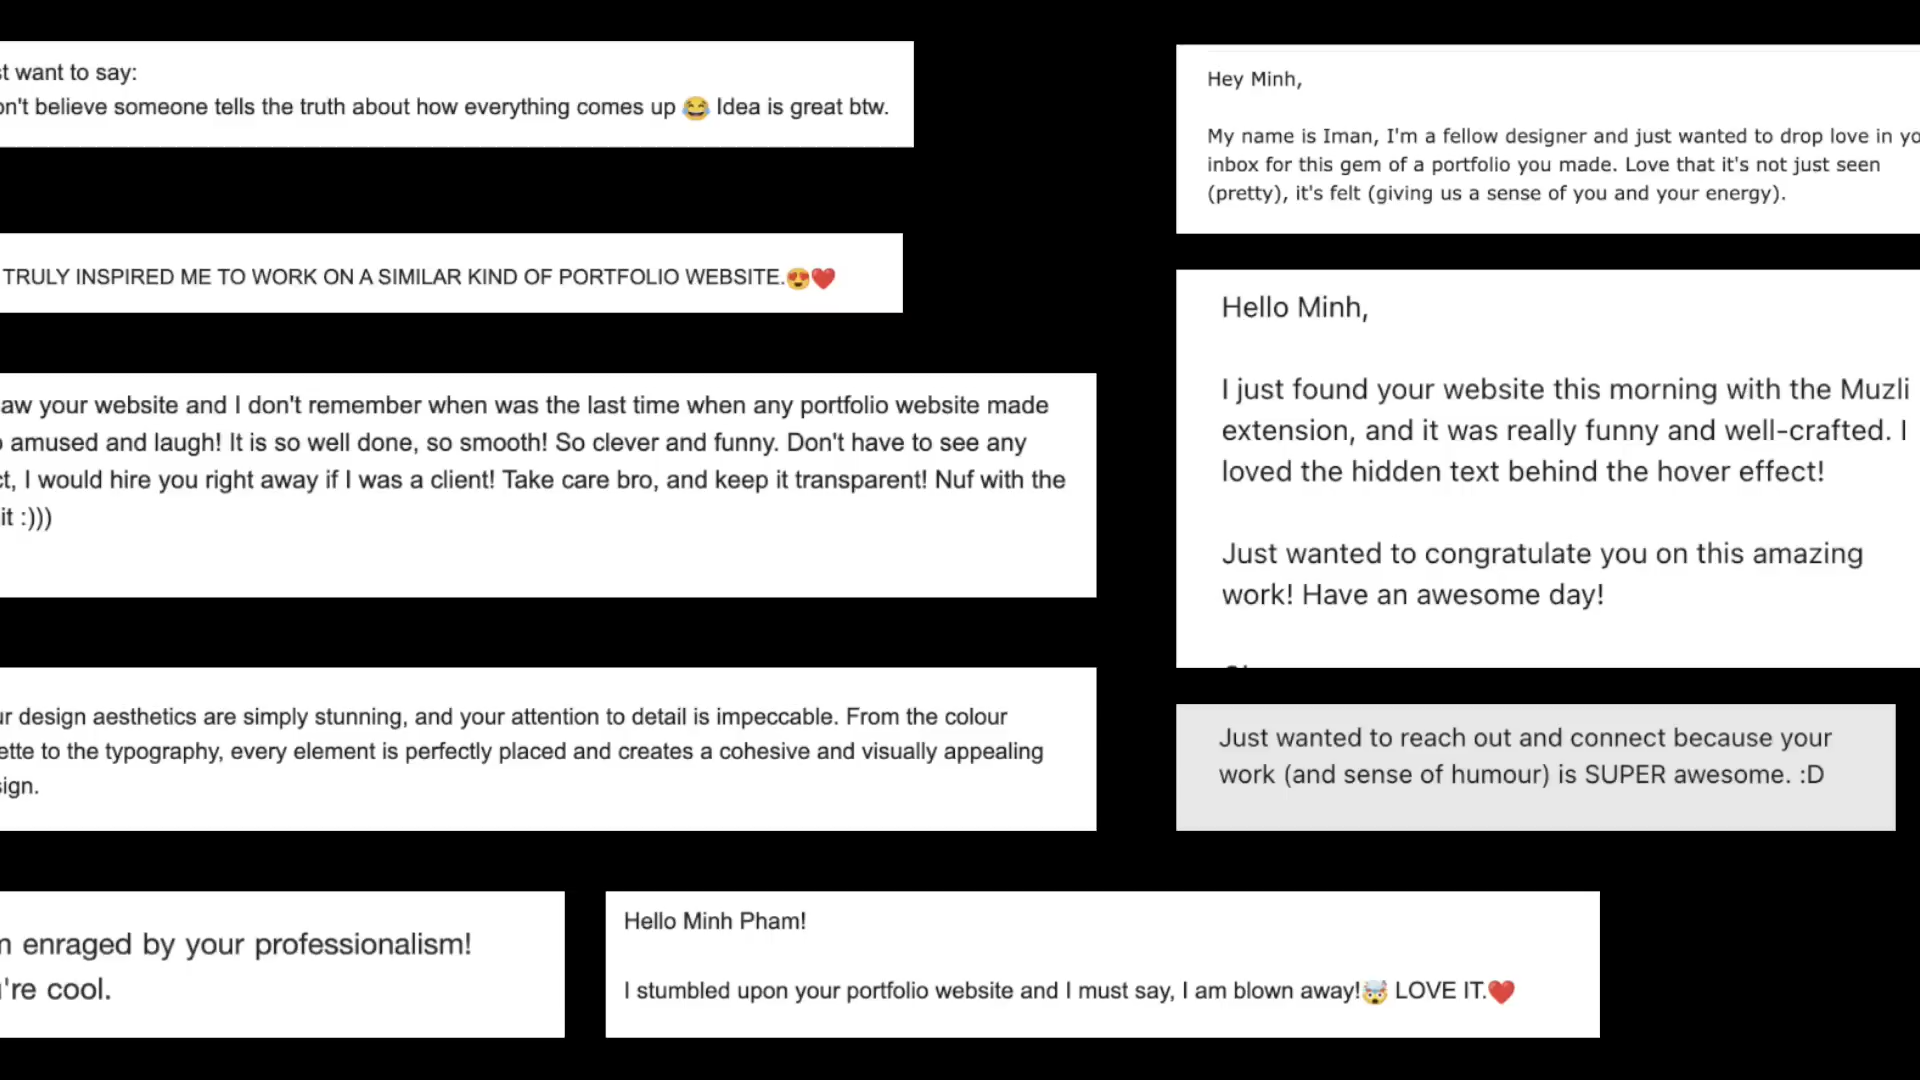 st want to say:
on't believe someone tells the truth about how everything comes up 😂 Idea is great btw.
TRULY INSPIRED ME TO WORK ON A SIMILAR KIND OF PORTFOLIO WEBSITE.😍❤️
aw your website and I don't remember when was the last time when any portfolio website made
o amused and laugh! It is so well done, so smooth! So clever and funny. Don't have to see any
ct, I would hire you right away if I was a client! Take care bro, and keep it transparent! Nuf with the
it :)))
ur design aesthetics are simply stunning, and your attention to detail is impeccable. From the colour
ette to the typography, every element is perfectly placed and creates a cohesive and visually appealing
sign.
m enraged by your professionalism!
u're cool.
Hello Minh Pham!
I stumbled upon your portfolio website and I must say, I am blown away!🤯 LOVE IT.❤️
Hey Minh,
My name is Iman, I'm a fellow designer and just wanted to drop love in yo
inbox for this gem of a portfolio you made. Love that it's not just seen
(pretty), it's felt (giving us a sense of you and your energy).
Hello Minh,
I just found your website this morning with the Muzli
extension, and it was really funny and well-crafted. I
loved the hidden text behind the hover effect!
Just wanted to congratulate you on this amazing
work! Have an awesome day!
Just wanted to reach out and connect because your
work (and sense of humour) is SUPER awesome. :D